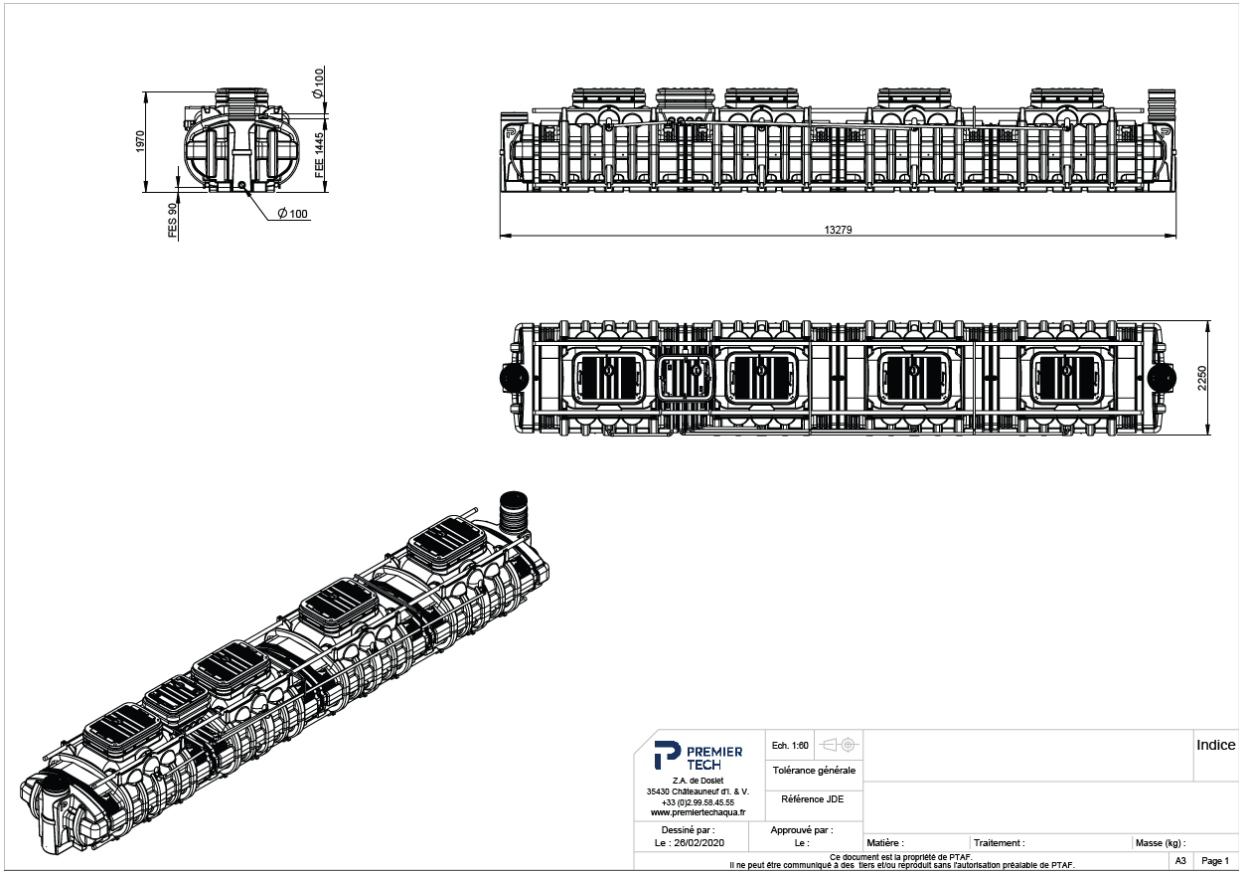 1970
FES 90
Ø 100
FEE 1445
Ø 100
13279
2250
PREMIER
TECH
Z.A. de Doslet
35430 Châteauneuf d'I. & V.
+33 (0)2.99.58.45.55
www.premiertechaqua.fr
Ech. 1:60
Tolérance générale
Référence JDE
Indice
Dessiné par :
Le : 26/02/2020
Approuvé par :
Le :
Matière :
Traitement :
Masse (kg) :
Ce document est la propriété de PTAF.
Il ne peut être communiqué à des tiers et/ou reproduit sans l'autorisation préalable de PTAF.
A3
Page 1